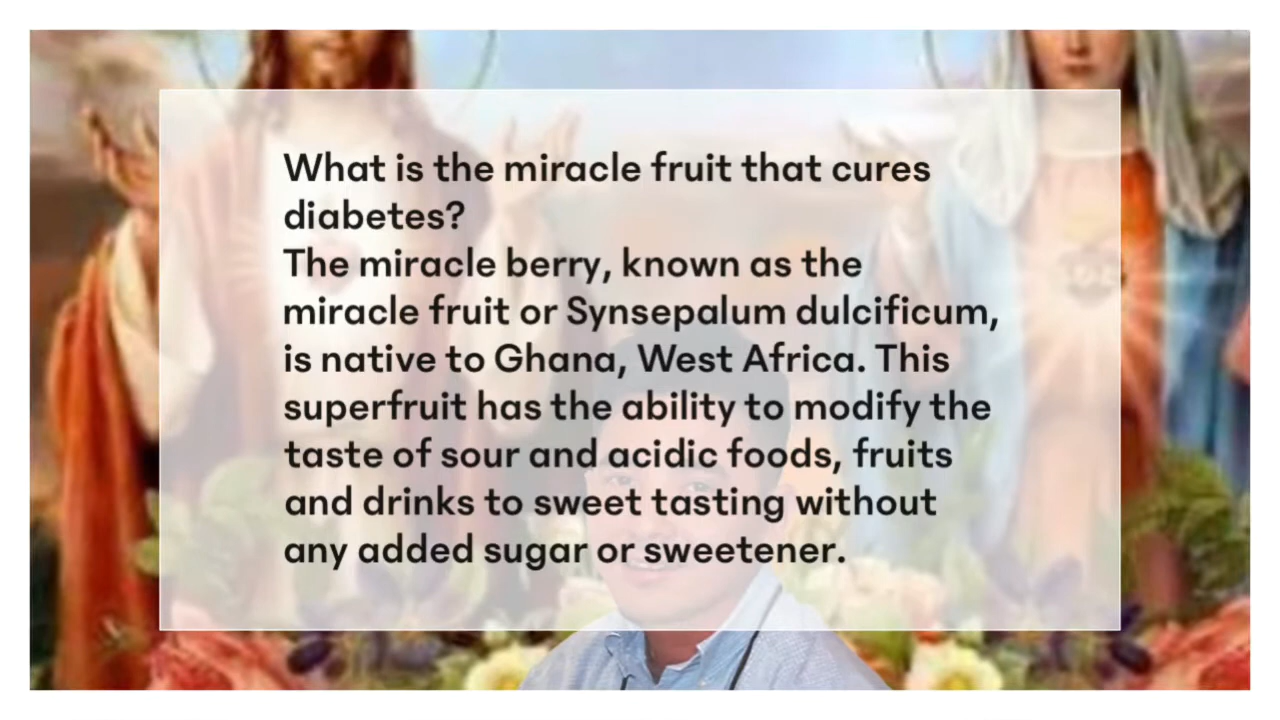 What is the miracle fruit that cures
diabetes?
The miracle berry, known as the
miracle fruit or Synsepalum dulcificum,
is native to Ghana, West Africa. This
superfruit has the ability to modify the
taste of sour and acidic foods, fruits
and drinks to sweet tasting without
any added sugar or sweetener.